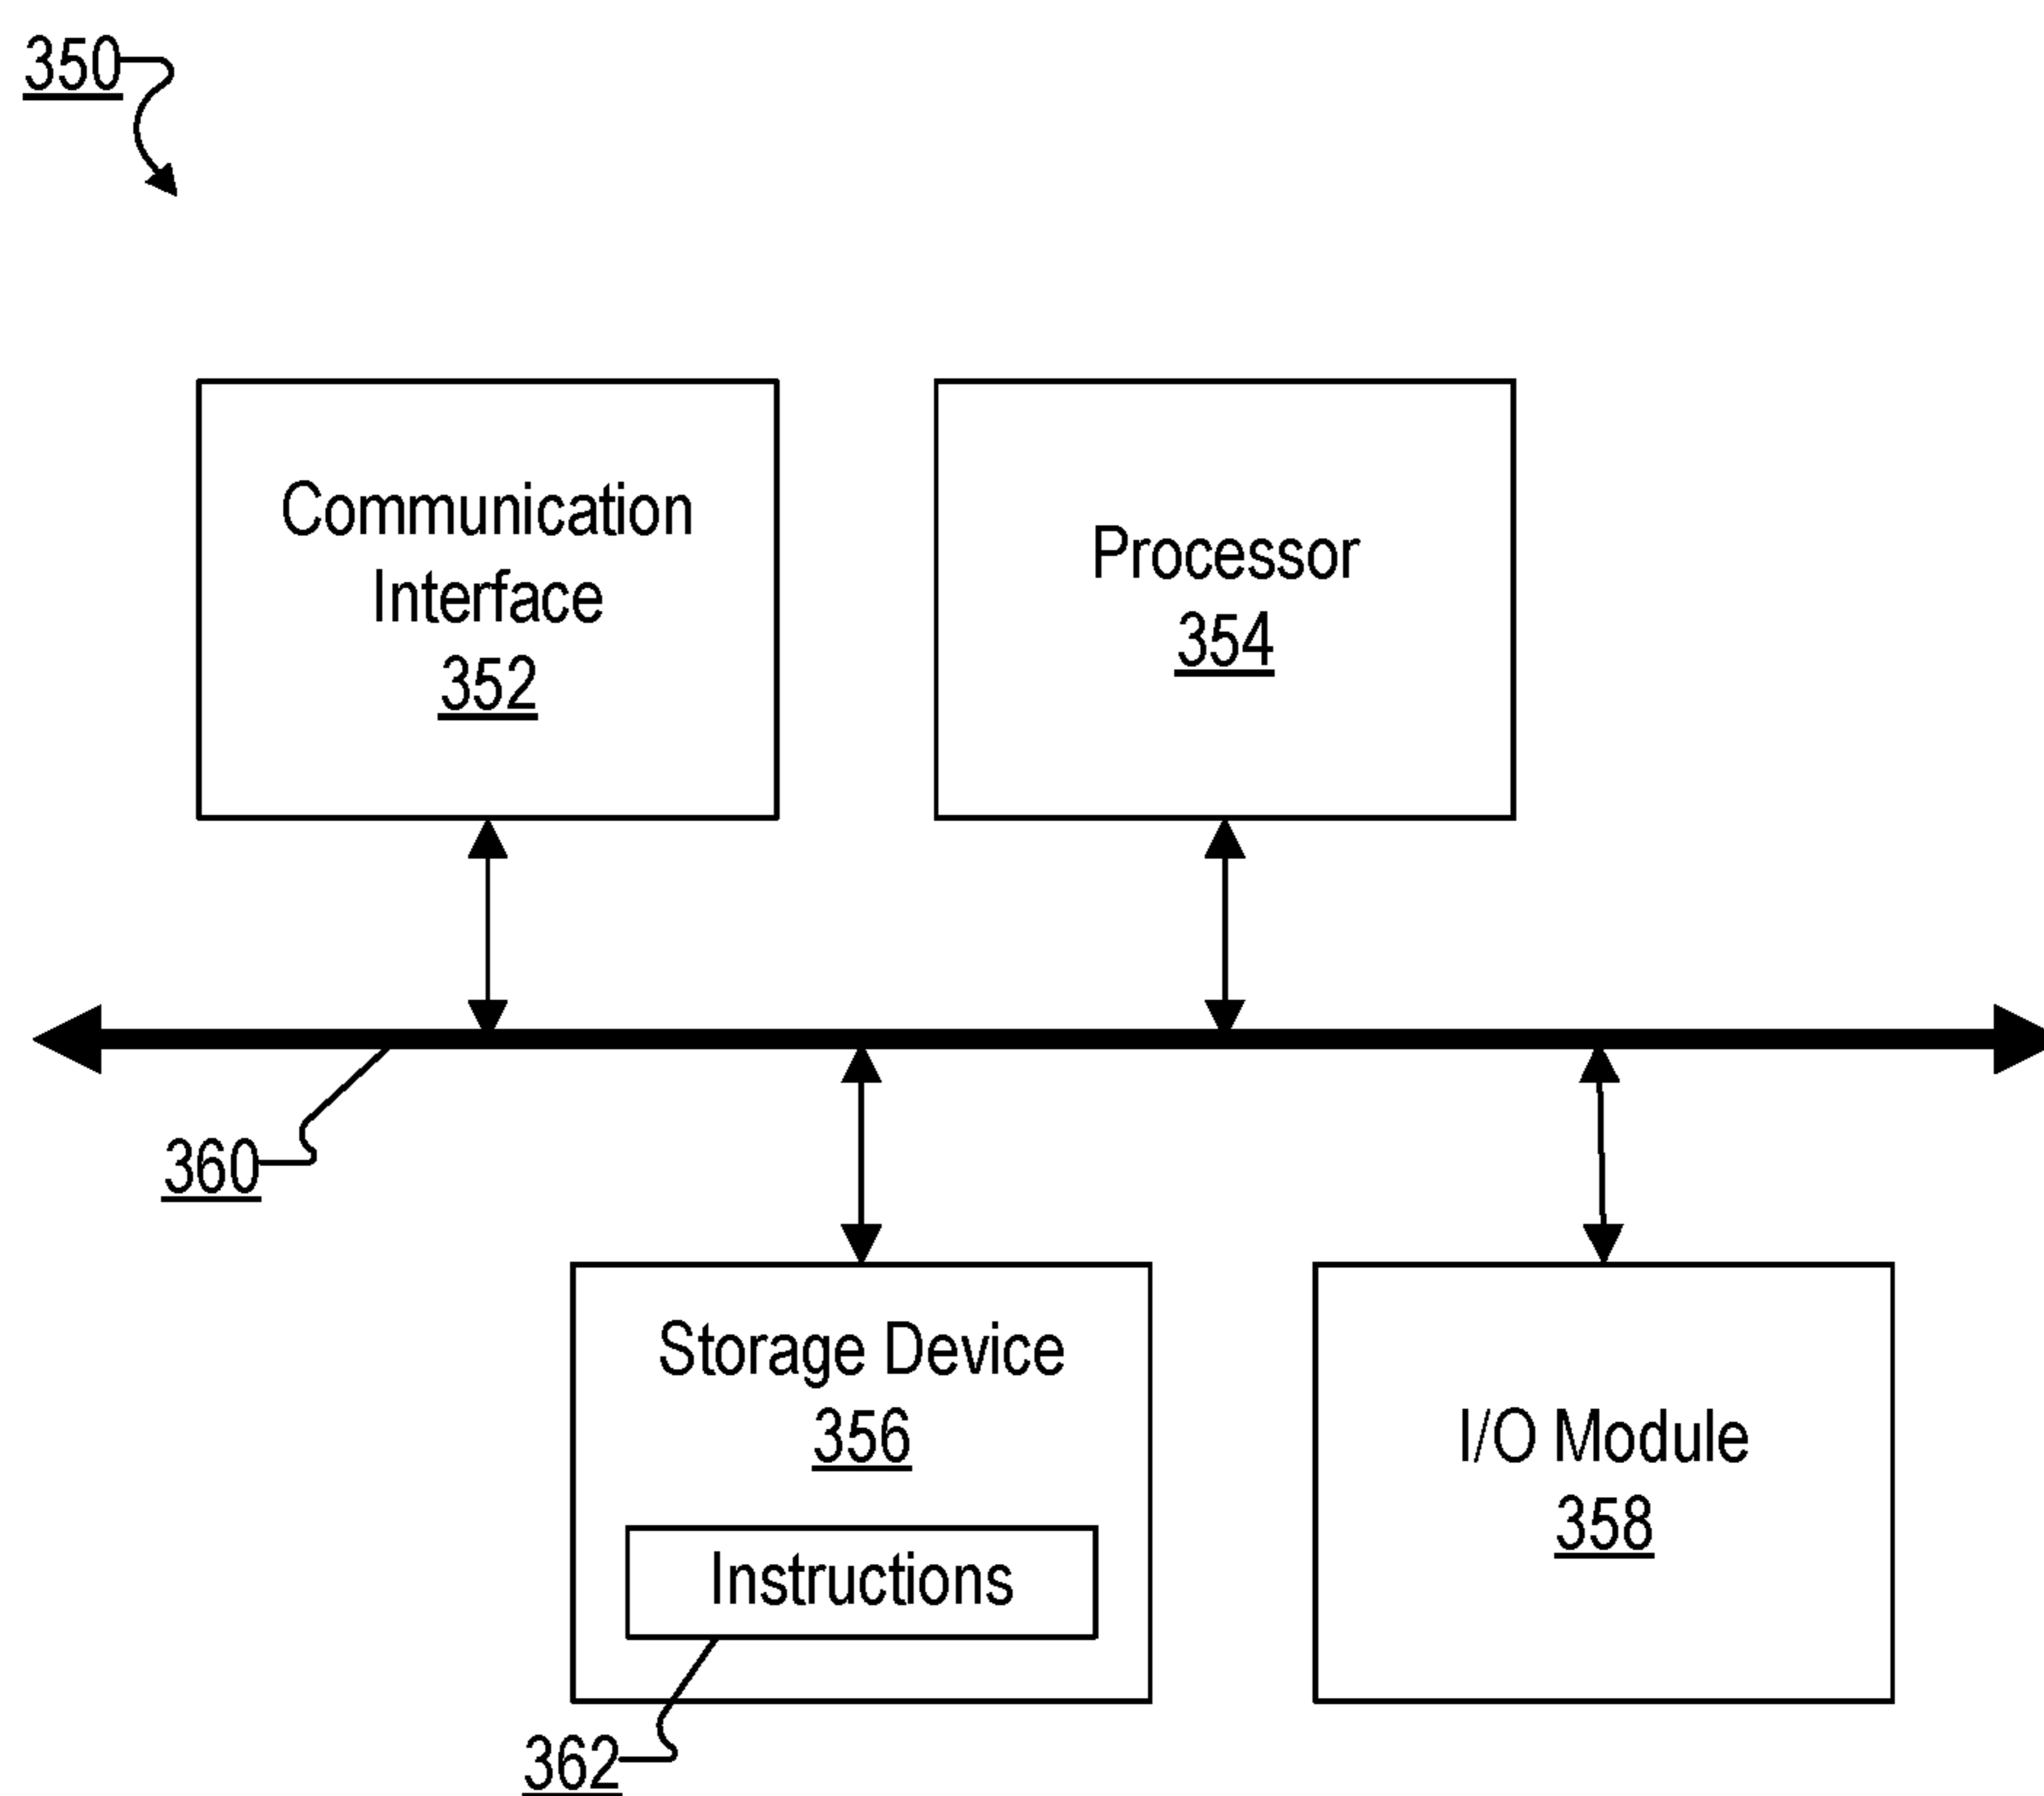 350
Communication
Interface
352
Processor
354
360
Storage Device
356
Instructions
362
I/O Module
358